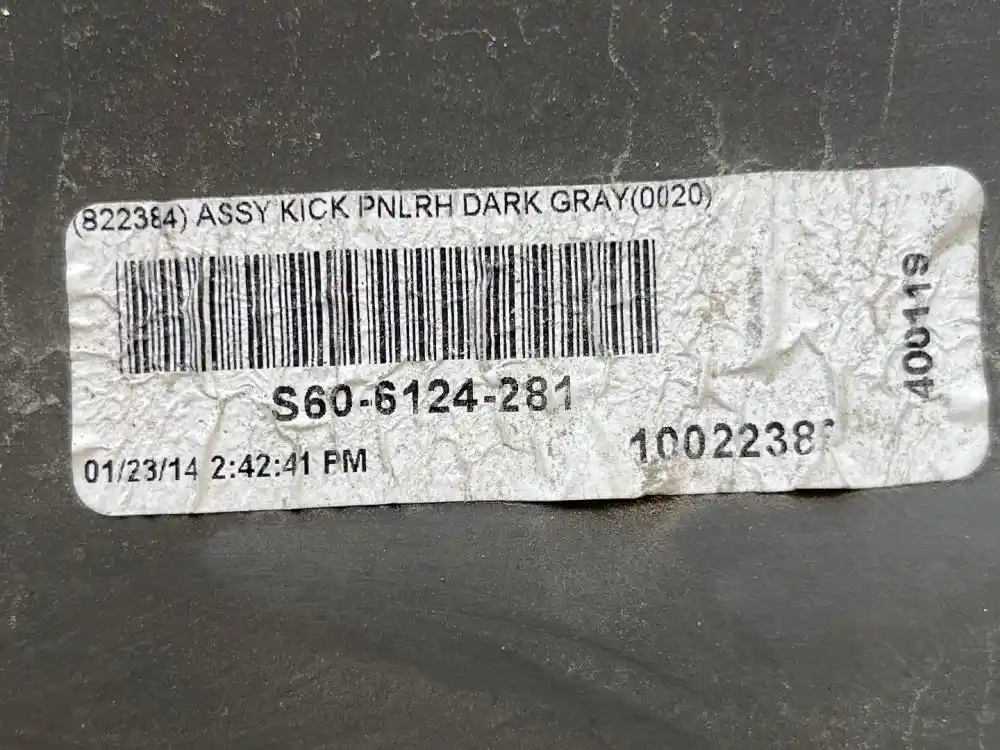 (822384) ASSY KICK PNLRH DARK GRAY(0020)
S60-6124-281
01/23/14 2:42:41 PM
400119